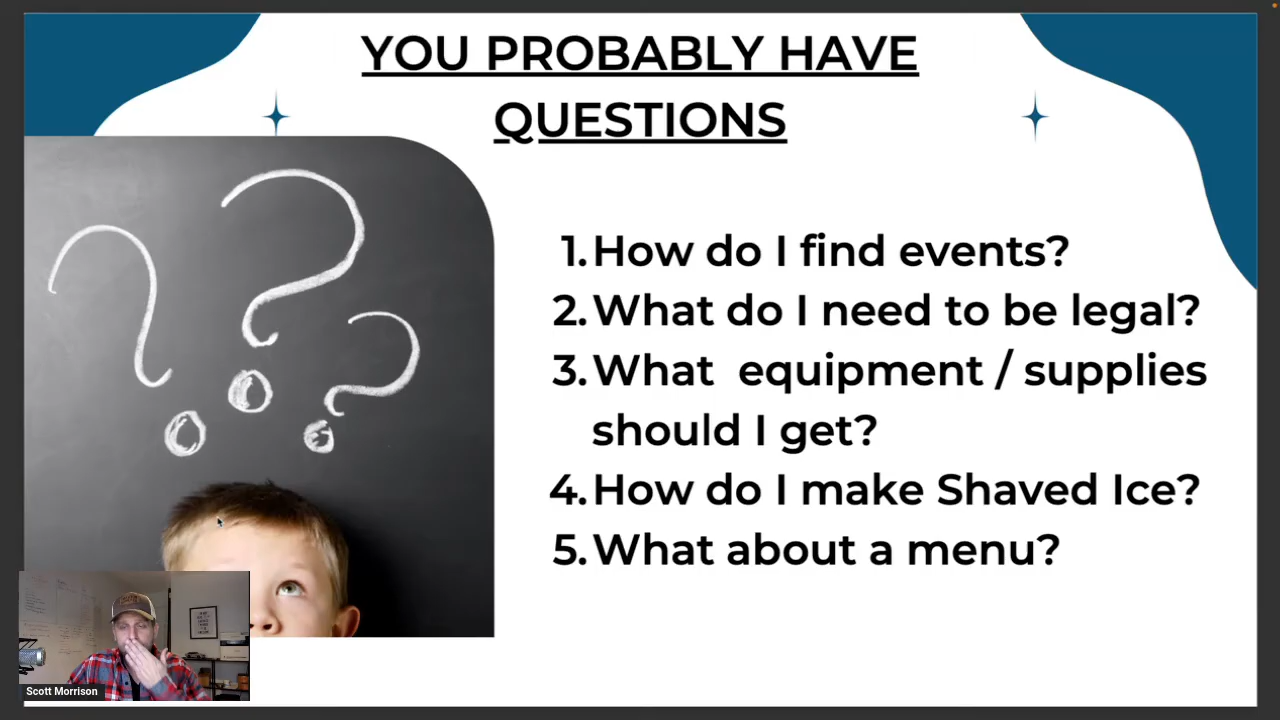 YOU PROBABLY HAVE
QUESTIONS
1. How do I find events?
2. What do I need to be legal?
3. What equipment / supplies
should I get?
4. How do I make Shaved Ice?
5. What about a menu?
Scott Morrison